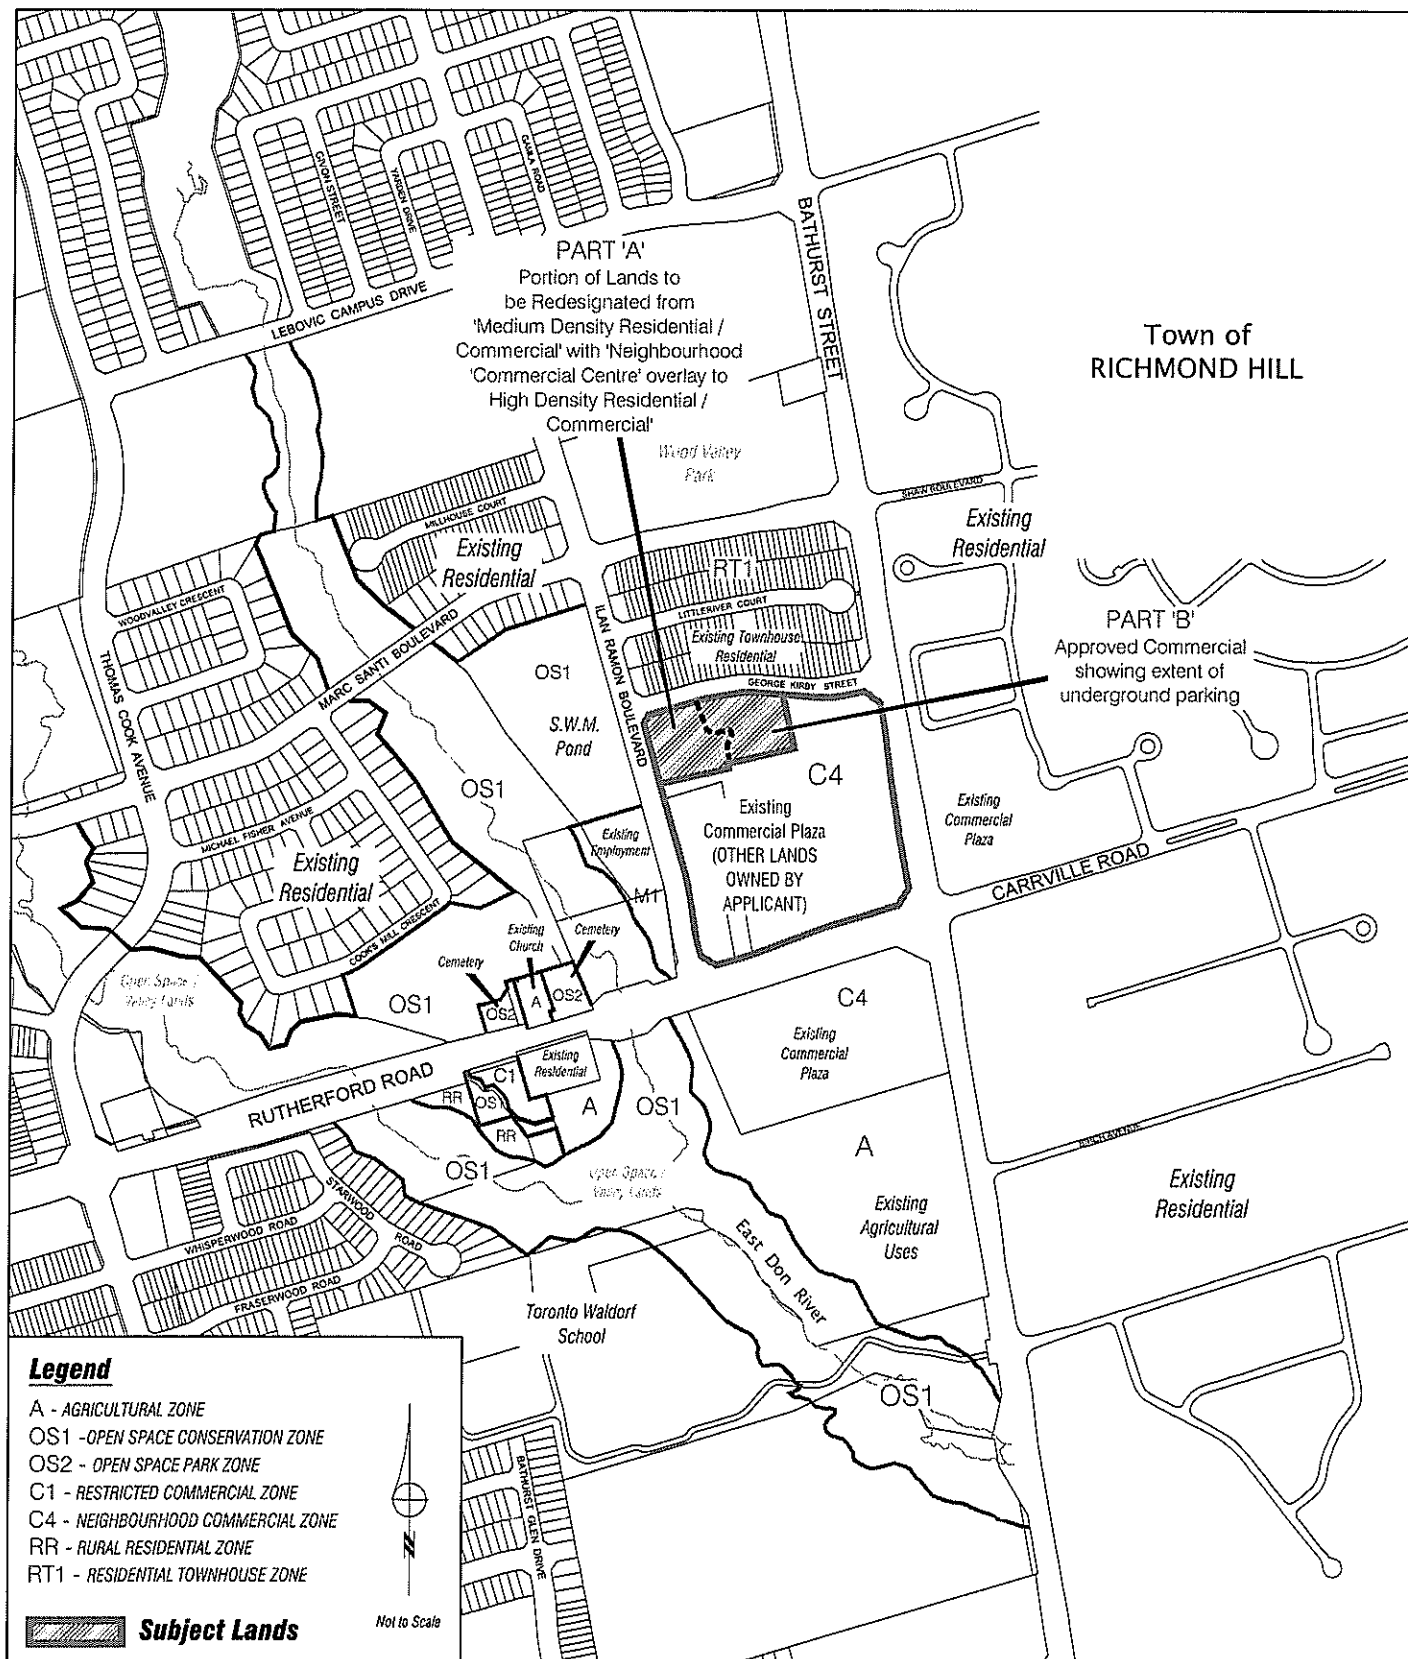 GIVON STREET
YARDEN DRIVE
GAMLA ROAD
LEBOVIC CAMPUS DRIVE
BATHURST STREET
PART 'A'
Portion of Lands to
be Redesignated from
'Medium Density Residential /
Commercial' with 'Neighbourhood
'Commercial Centre' overlay to
High Density Residential /
Commercial'
Town of
RICHMOND HILL
Wood Valley
Park
SHAW BOULEVARD
MILLHOUSE COURT
Existing
Residential
Existing
Residential
RT1
LITTLERIVER COURT
Existing Townhouse
Residential
GEORGE KIRBY STREET
ILAN RAMON BOULEVARD
WOODVALLEY CRESCENT
MARC SANTI BOULEVARD
THOMAS COOK AVENUE
PART 'B'
Approved Commercial
showing extent of
underground parking
OS1
S.W.M.
Pond
OS1
C4
Existing
Commercial Plaza
(OTHER LANDS
OWNED BY
APPLICANT)
Existing
Commercial
Plaza
MICHAEL FISHER AVENUE
Existing
Residential
Existing
Employment
M1
CARRVILLE ROAD
COOK'S MILL CRESCENT
Existing
Church
Cemetery
Cemetery
Open Space /
Valley Lands
OS1
OS2
A
OS2
C4
Existing
Commercial
Plaza
RUTHERFORD ROAD
Existing
Residential
C1
RR
OS1
RR
A
OS1
OS1
Open Space /
Valley Lands
A
Existing
Agricultural
Uses
Existing
Residential
STARWOOD ROAD
WHISPERWOOD ROAD
FRASERWOOD ROAD
East Don River
Toronto Waldorf
School
OS1
BATHURST GLEN DRIVE
Legend
A - AGRICULTURAL ZONE
OS1 - OPEN SPACE CONSERVATION ZONE
OS2 - OPEN SPACE PARK ZONE
C1 - RESTRICTED COMMERCIAL ZONE
C4 - NEIGHBOURHOOD COMMERCIAL ZONE
RR - RURAL RESIDENTIAL ZONE
RT1 - RESIDENTIAL TOWNHOUSE ZONE
N
Not to Scale
Subject Lands